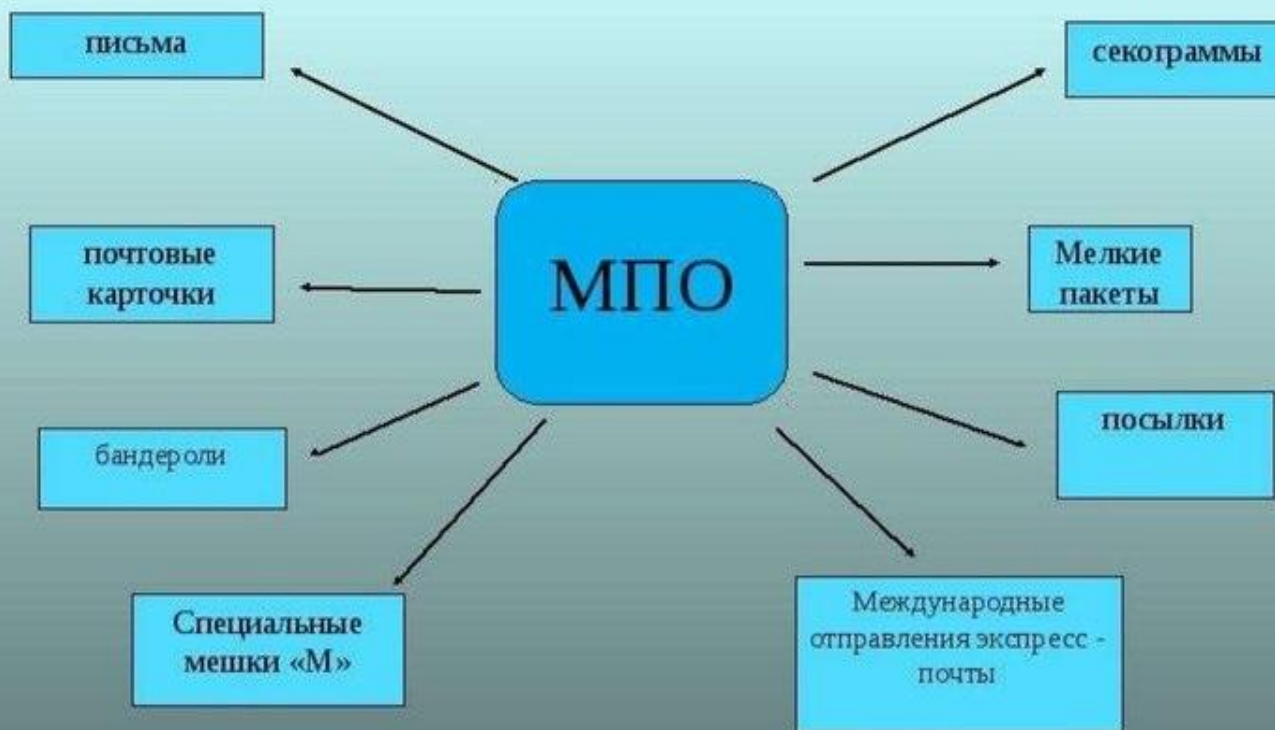 письма
секограммы
МПО
почтовые
карточки
Мелкие
пакеты
бандероли
посылки
Специальные
мешки «М»
Международные
отправления экспресс -
почты